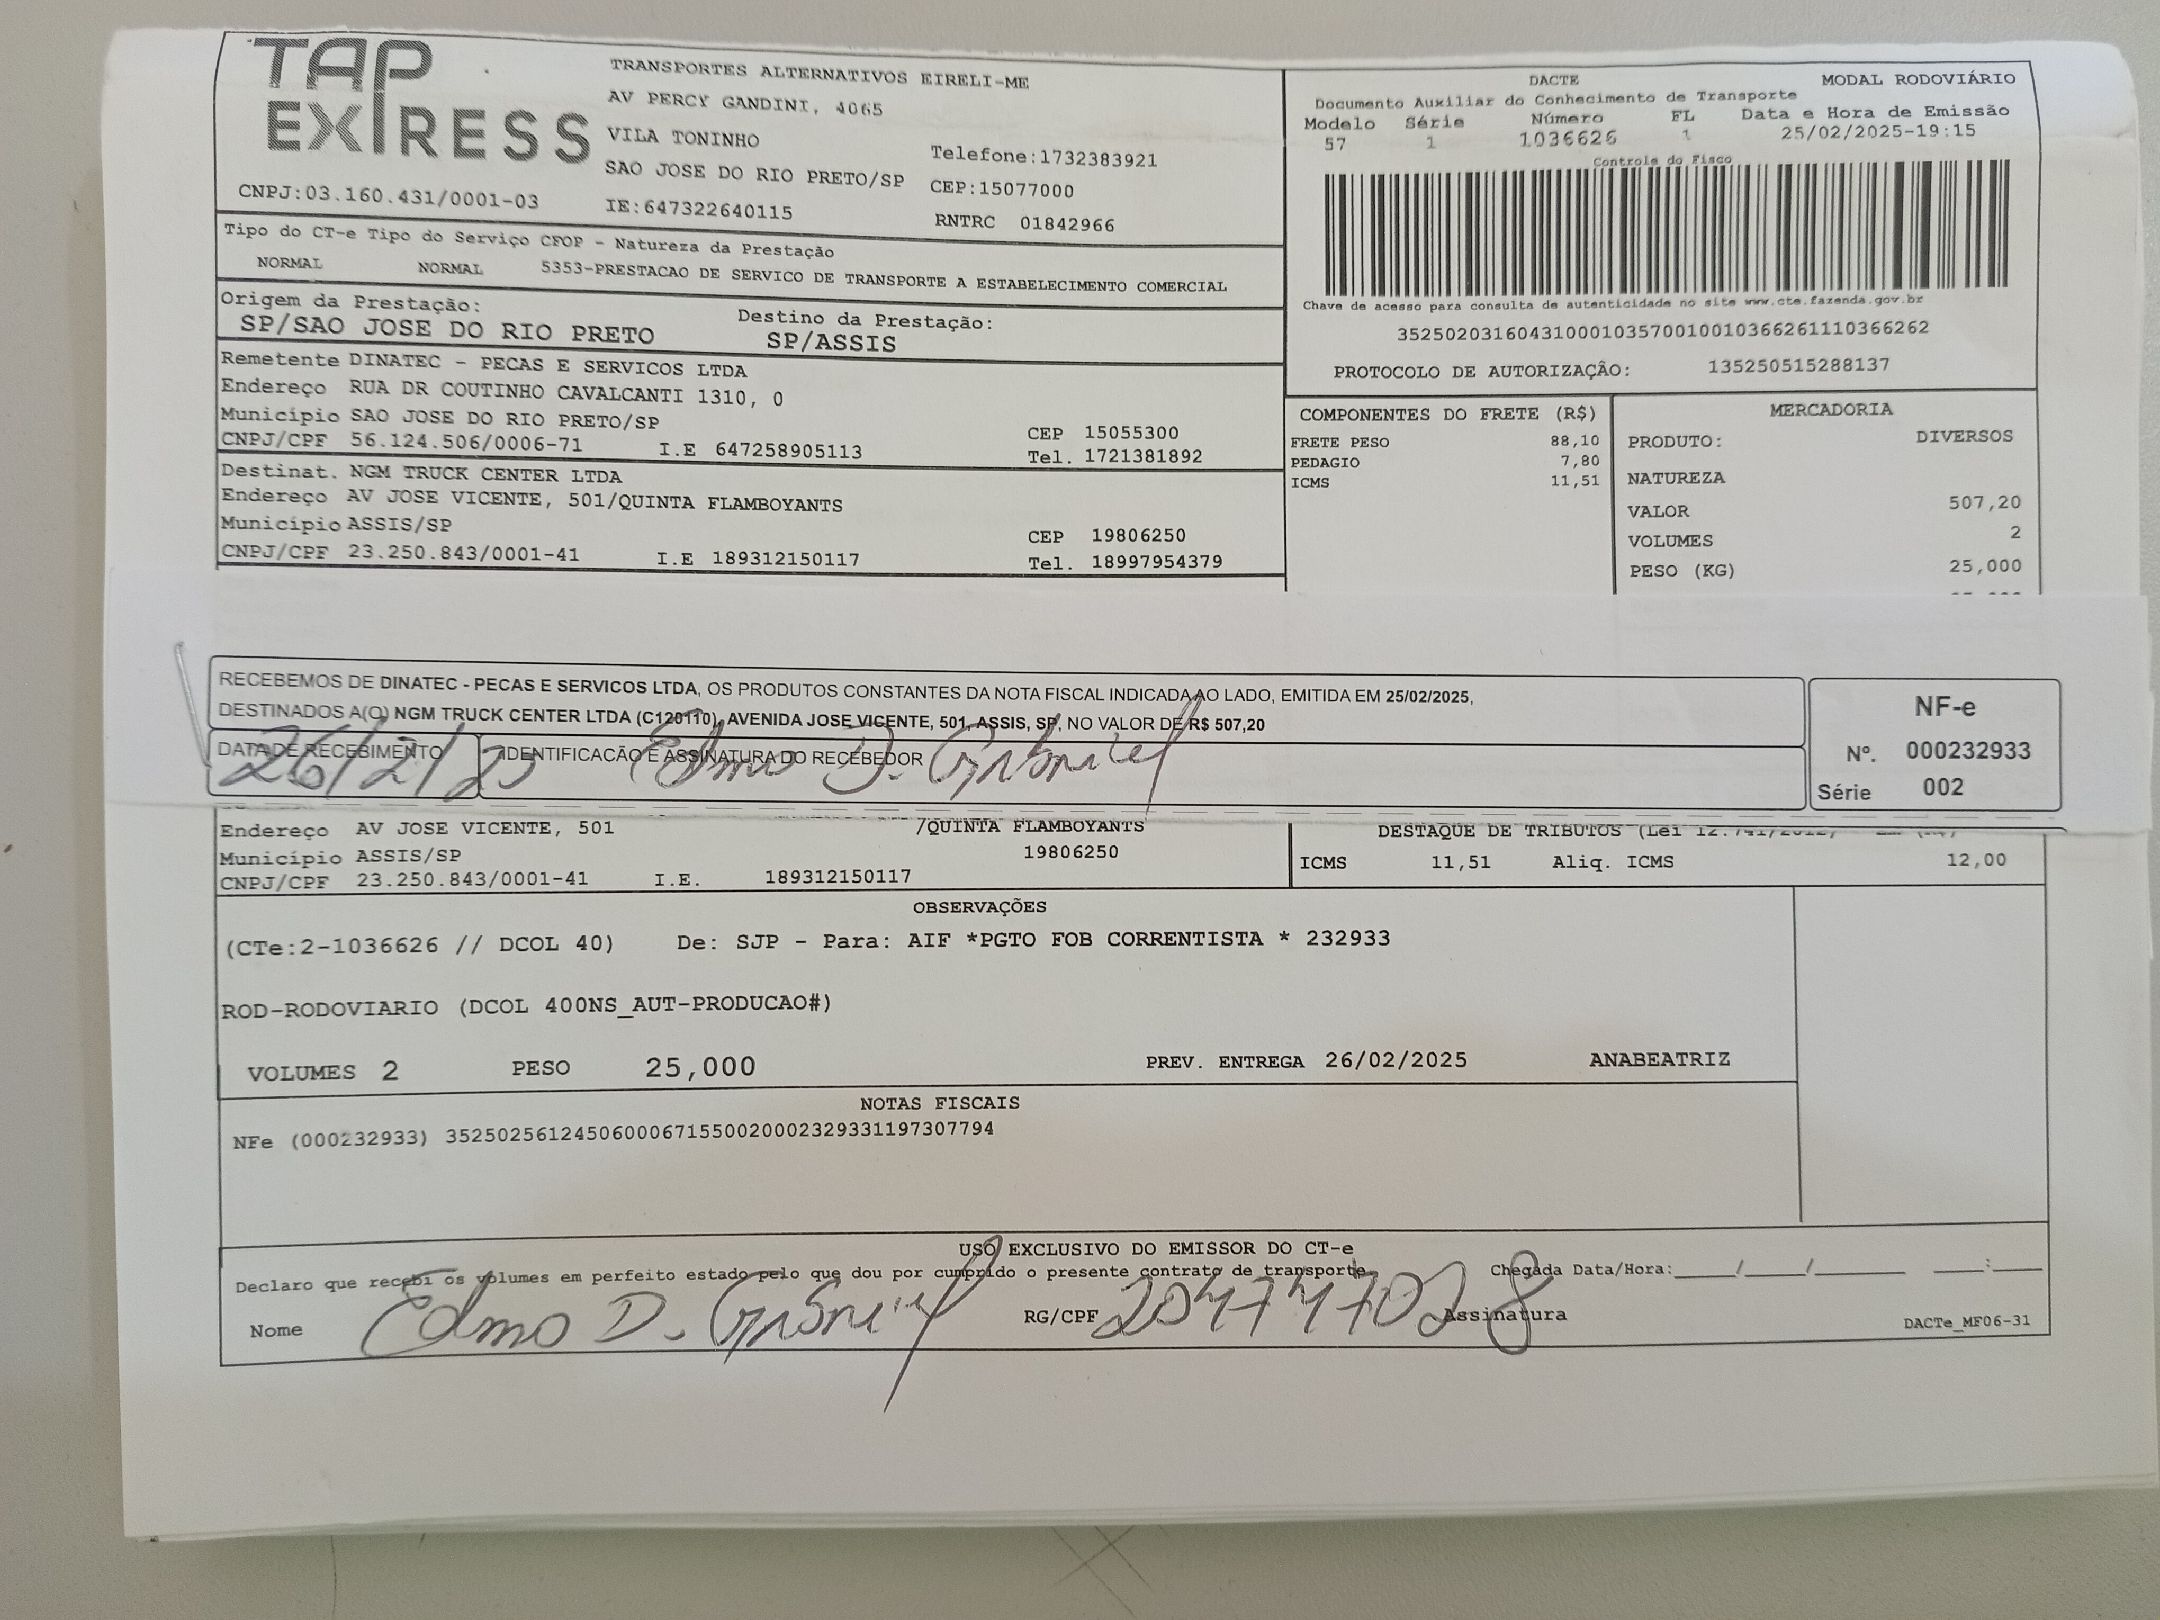 TAP EXPRESS
TRANSPORTES ALTERNATIVOS EIRELI-ME
AV PERCY GANDINI, 4065
VILA TONINHO
Telefone:1732383921
SAO JOSE DO RIO PRETO/SP CEP:15077000
CNPJ:03.160.431/0001-03 IE:647322640115 RNTRC 01842966
DACTE MODAL RODOVIÁRIO
Documento Auxiliar do Conhecimento de Transporte
Modelo Série Número FL Data e Hora de Emissão
57 1 1036626 1 25/02/2025-19:15
Controle do Fisco
Chave de acesso para consulta de autenticidade no site www.cte.fazenda.gov.br
35250203160431000103570010010366261110366262
PROTOCOLO DE AUTORIZAÇÃO: 135250515288137
Tipo do CT-e Tipo do Serviço CFOP - Natureza da Prestação
NORMAL NORMAL 5353-PRESTACAO DE SERVICO DE TRANSPORTE A ESTABELECIMENTO COMERCIAL
Origem da Prestação: Destino da Prestação:
SP/SAO JOSE DO RIO PRETO SP/ASSIS
Remetente DINATEC - PECAS E SERVICOS LTDA
Endereço RUA DR COUTINHO CAVALCANTI 1310, 0
Município SAO JOSE DO RIO PRETO/SP CEP 15055300
CNPJ/CPF 56.124.506/0006-71 I.E 647258905113 Tel. 1721381892
Destinat. NGM TRUCK CENTER LTDA
Endereço AV JOSE VICENTE, 501/QUINTA FLAMBOYANTS
Município ASSIS/SP CEP 19806250
CNPJ/CPF 23.250.843/0001-41 I.E 189312150117 Tel. 18997954379
COMPONENTES DO FRETE (R$)
FRETE PESO 88,10
PEDAGIO 7,80
ICMS 11,51
MERCADORIA
PRODUTO: DIVERSOS
NATUREZA
VALOR 507,20
VOLUMES 2
PESO (KG) 25,000
RECEBEMOS DE DINATEC - PECAS E SERVICOS LTDA, OS PRODUTOS CONSTANTES DA NOTA FISCAL INDICADA AO LADO, EMITIDA EM 25/02/2025,
DESTINADOS A(O) NGM TRUCK CENTER LTDA (C120110), AVENIDA JOSE VICENTE, 501, ASSIS, SP, NO VALOR DE R$ 507,20
DATA DE RECEBIMENTO IDENTIFICACÃO E ASSINATURA DO RECEBEDOR
26/2/25 Edmo D. Gabriel
NF-e
Nº. 000232933
Série 002
Endereço AV JOSE VICENTE, 501 /QUINTA FLAMBOYANTS
Município ASSIS/SP 19806250
CNPJ/CPF 23.250.843/0001-41 I.E. 189312150117
DESTAQUE DE TRIBUTOS (Lei 12.741/2012)
ICMS 11,51 Aliq. ICMS 12,00
OBSERVAÇÕES
(CTe:2-1036626 // DCOL 40) De: SJP - Para: AIF *PGTO FOB CORRENTISTA * 232933
ROD-RODOVIARIO (DCOL 400NS_AUT-PRODUCAO#)
VOLUMES 2 PESO 25,000 PREV. ENTREGA 26/02/2025 ANABEATRIZ
NOTAS FISCAIS
NFe (000232933) 35250256124506000671550020002329331197307794
USO EXCLUSIVO DO EMISSOR DO CT-e
Declaro que recebi os volumes em perfeito estado pelo que dou por cumprido o presente contrato de transporte Chegada Data/Hora:____/____/______ ___:___
Nome Edmo D. Gabriel RG/CPF 204747028 Assinatura
DACTe_MF06-31